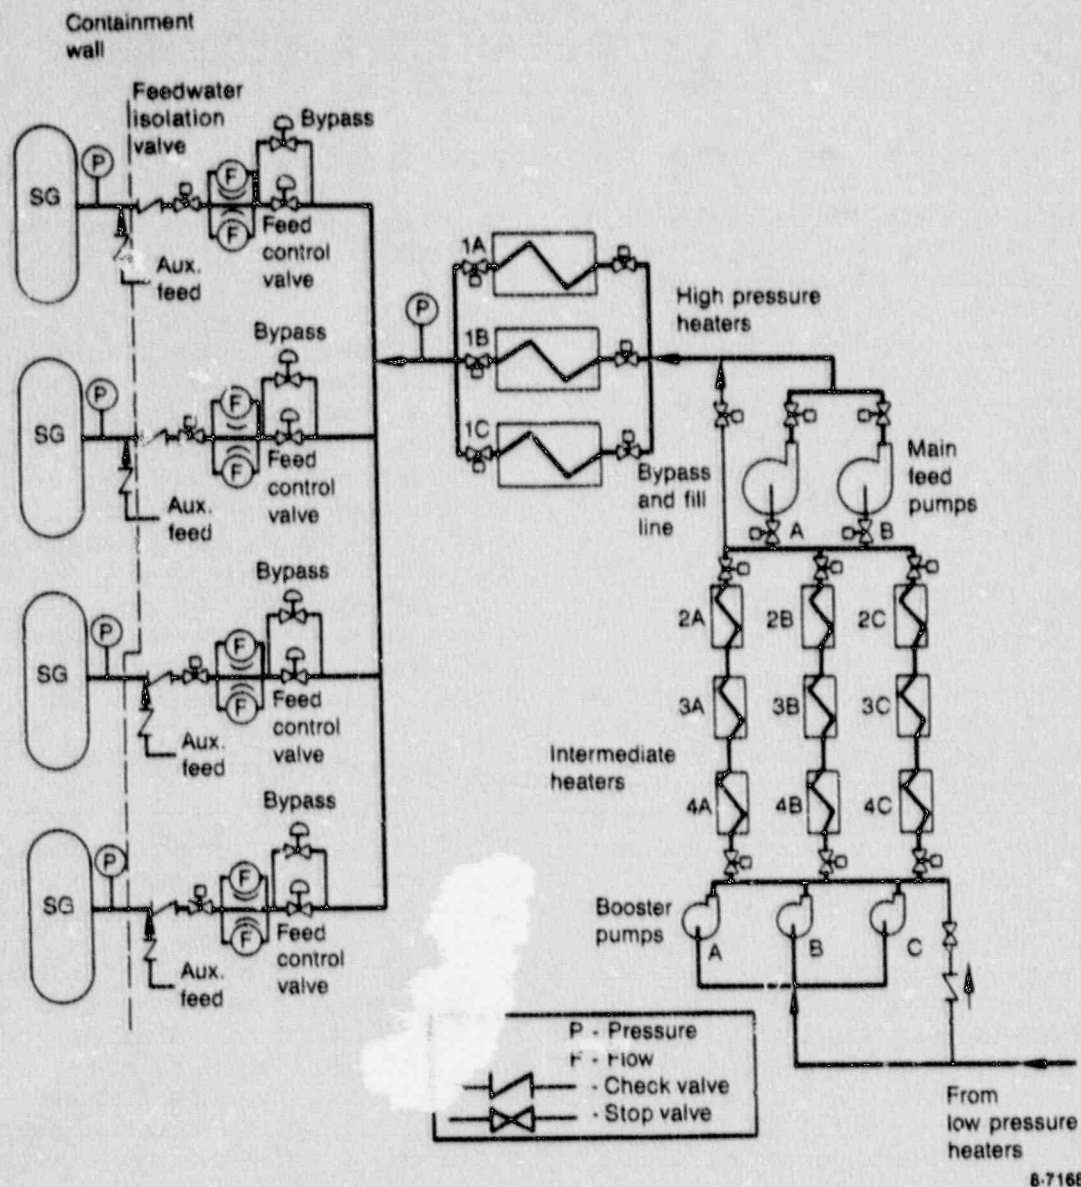 Containment
wall
Feedwater
isolation
valve
Bypass
P
F
SG
F
Feed
control
valve
Aux.
feed
Bypass
P
F
SG
F
Feed
control
valve
Aux.
feed
Bypass
P
F
SG
F
Feed
control
valve
Aux.
feed
Bypass
P
F
SG
F
Feed
control
valve
Aux.
feed
P
1A
1B
1C
High pressure
heaters
Bypass
and fill
line
Main
feed
pumps
A
B
2A
2B
2C
3A
3B
3C
Intermediate
heaters
4A
4B
4C
Booster
pumps
A
B
C
From
low pressure
heaters
P - Pressure
F - Flow
- Check valve
- Stop valve